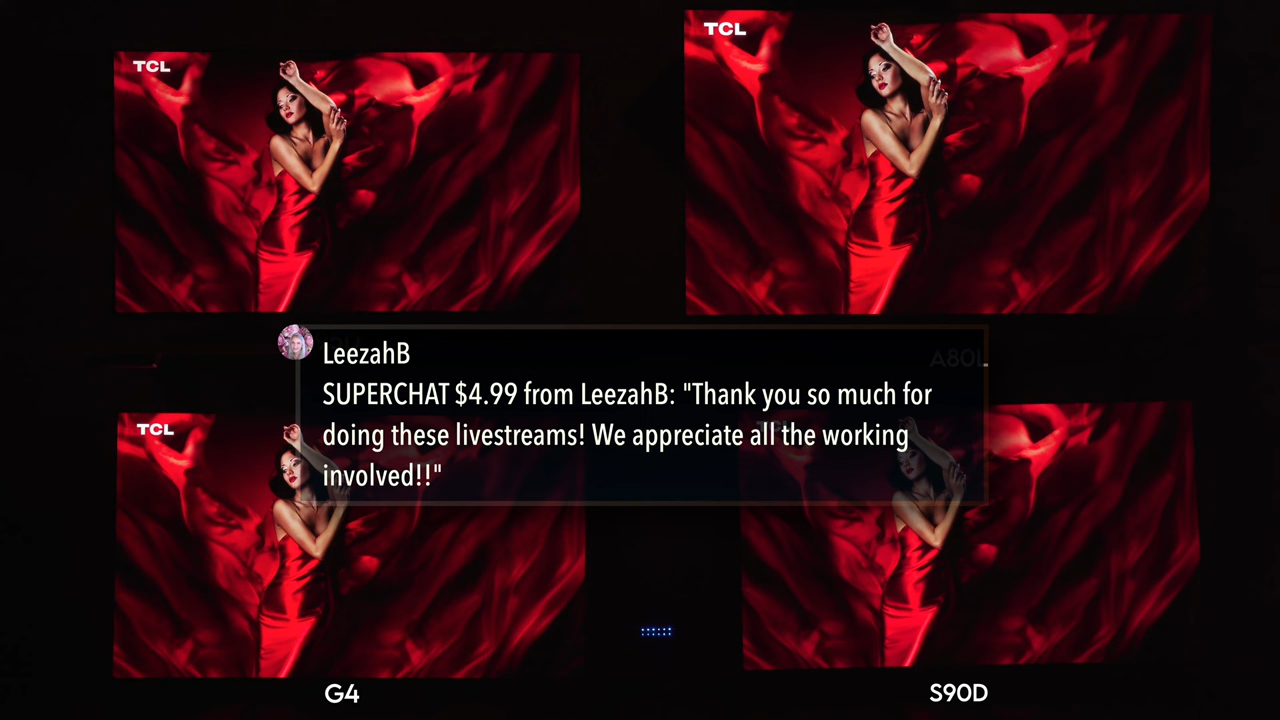 TCL
TCL
LeezahB
A80L
SUPERCHAT $4.99 from LeezahB: "Thank you so much for
doing these livestreams! We appreciate all the working
involved!!"
TCL
G4
S90D